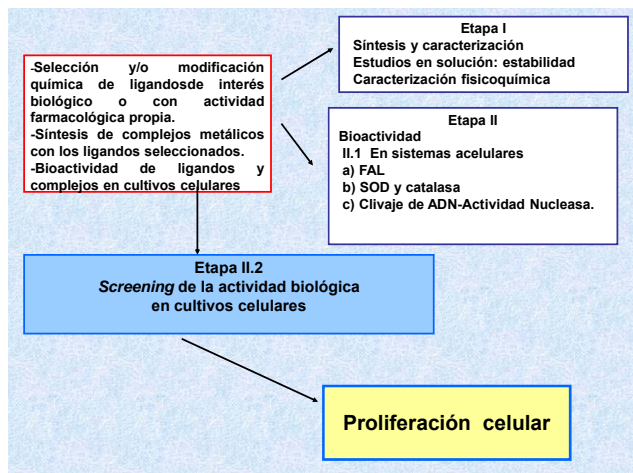 -Selección y/o modificación
química de ligandosde interés
biológico o con actividad
farmacológica propia.
-Síntesis de complejos metálicos
con los ligandos seleccionados.
-Bioactividad de ligandos y
complejos en cultivos celulares
Etapa I
Síntesis y caracterización
Estudios en solución: estabilidad
Caracterización fisicoquímica
Etapa II
Bioactividad
II.1 En sistemas acelulares
a) FAL
b) SOD y catalasa
c) Clivaje de ADN-Actividad Nucleasa.
Etapa II.2
Screening de la actividad biológica
en cultivos celulares
Proliferación celular